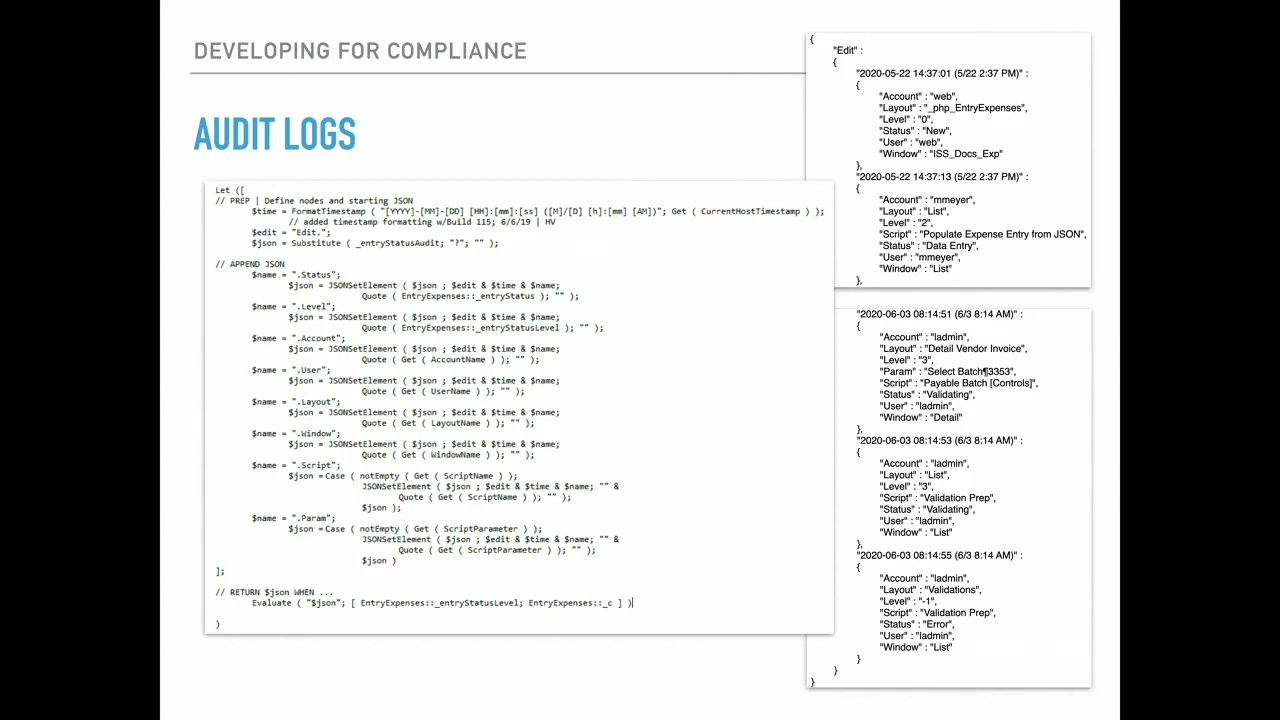 DEVELOPING FOR COMPLIANCE
AUDIT LOGS
Let ([
// PREP | Define nodes and starting JSON
$time = FormatTimestamp ( "[YYYY]-[MM]-[DD] [HH]:[mm]:[ss] ([M]/[D] [h]:[mm] [AM])"; Get ( CurrentHostTimestamp ) );
// added timestamp formatting w/Build 115; 6/6/19 | HV
$edit = "Edit.";
$json = Substitute ( _entryStatusAudit; "?"; "" );
// APPEND JSON
$name = ".Status";
$json = JSONSetElement ( $json ; $edit & $time & $name;
Quote ( EntryExpenses::_entryStatus ); "" );
$name = ".Level";
$json = JSONSetElement ( $json ; $edit & $time & $name;
Quote ( EntryExpenses::_entryStatusLevel ); "" );
$name = ".Account";
$json = JSONSetElement ( $json ; $edit & $time & $name;
Quote ( Get ( AccountName ) ); "" );
$name = ".User";
$json = JSONSetElement ( $json ; $edit & $time & $name;
Quote ( Get ( UserName ) ); "" );
$name = ".Layout";
$json = JSONSetElement ( $json ; $edit & $time & $name;
Quote ( Get ( LayoutName ) ); "" );
$name = ".Window";
$json = JSONSetElement ( $json ; $edit & $time & $name;
Quote ( Get ( WindowName ) ); "" );
$name = ".Script";
$json = Case ( notEmpty ( Get ( ScriptName ) );
JSONSetElement ( $json ; $edit & $time & $name; "" &
Quote ( Get ( ScriptName ) ); "" );
$json );
$name = ".Param";
$json = Case ( notEmpty ( Get ( ScriptParameter ) );
JSONSetElement ( $json ; $edit & $time & $name; "" &
Quote ( Get ( ScriptParameter ) ); "" );
$json )
];
// RETURN $json WHEN ...
Evaluate ( "$json"; [ EntryExpenses::_entryStatusLevel; EntryExpenses::_c ] )
)
{
"Edit" :
{
"2020-05-22 14:37:01 (5/22 2:37 PM)" :
{
"Account" : "web",
"Layout" : "_php_EntryExpenses",
"Level" : "0",
"Status" : "New",
"User" : "web",
"Window" : "ISS_Docs_Exp"
},
"2020-05-22 14:37:13 (5/22 2:37 PM)" :
{
"Account" : "mmeyer",
"Layout" : "List",
"Level" : "2",
"Script" : "Populate Expense Entry from JSON",
"Status" : "Data Entry",
"User" : "mmeyer",
"Window" : "List"
},
"2020-06-03 08:14:51 (6/3 8:14 AM)" :
{
"Account" : "ladmin",
"Layout" : "Detail Vendor Invoice",
"Level" : "3",
"Param" : "Select Batch¶3353",
"Script" : "Payable Batch [Controls]",
"Status" : "Validating",
"User" : "ladmin",
"Window" : "Detail"
},
"2020-06-03 08:14:53 (6/3 8:14 AM)" :
{
"Account" : "ladmin",
"Layout" : "List",
"Level" : "3",
"Script" : "Validation Prep",
"Status" : "Validating",
"User" : "ladmin",
"Window" : "List"
},
"2020-06-03 08:14:55 (6/3 8:14 AM)" :
{
"Account" : "ladmin",
"Layout" : "Validations",
"Level" : "-1",
"Script" : "Validation Prep",
"Status" : "Error",
"User" : "ladmin",
"Window" : "List"
}
}
}